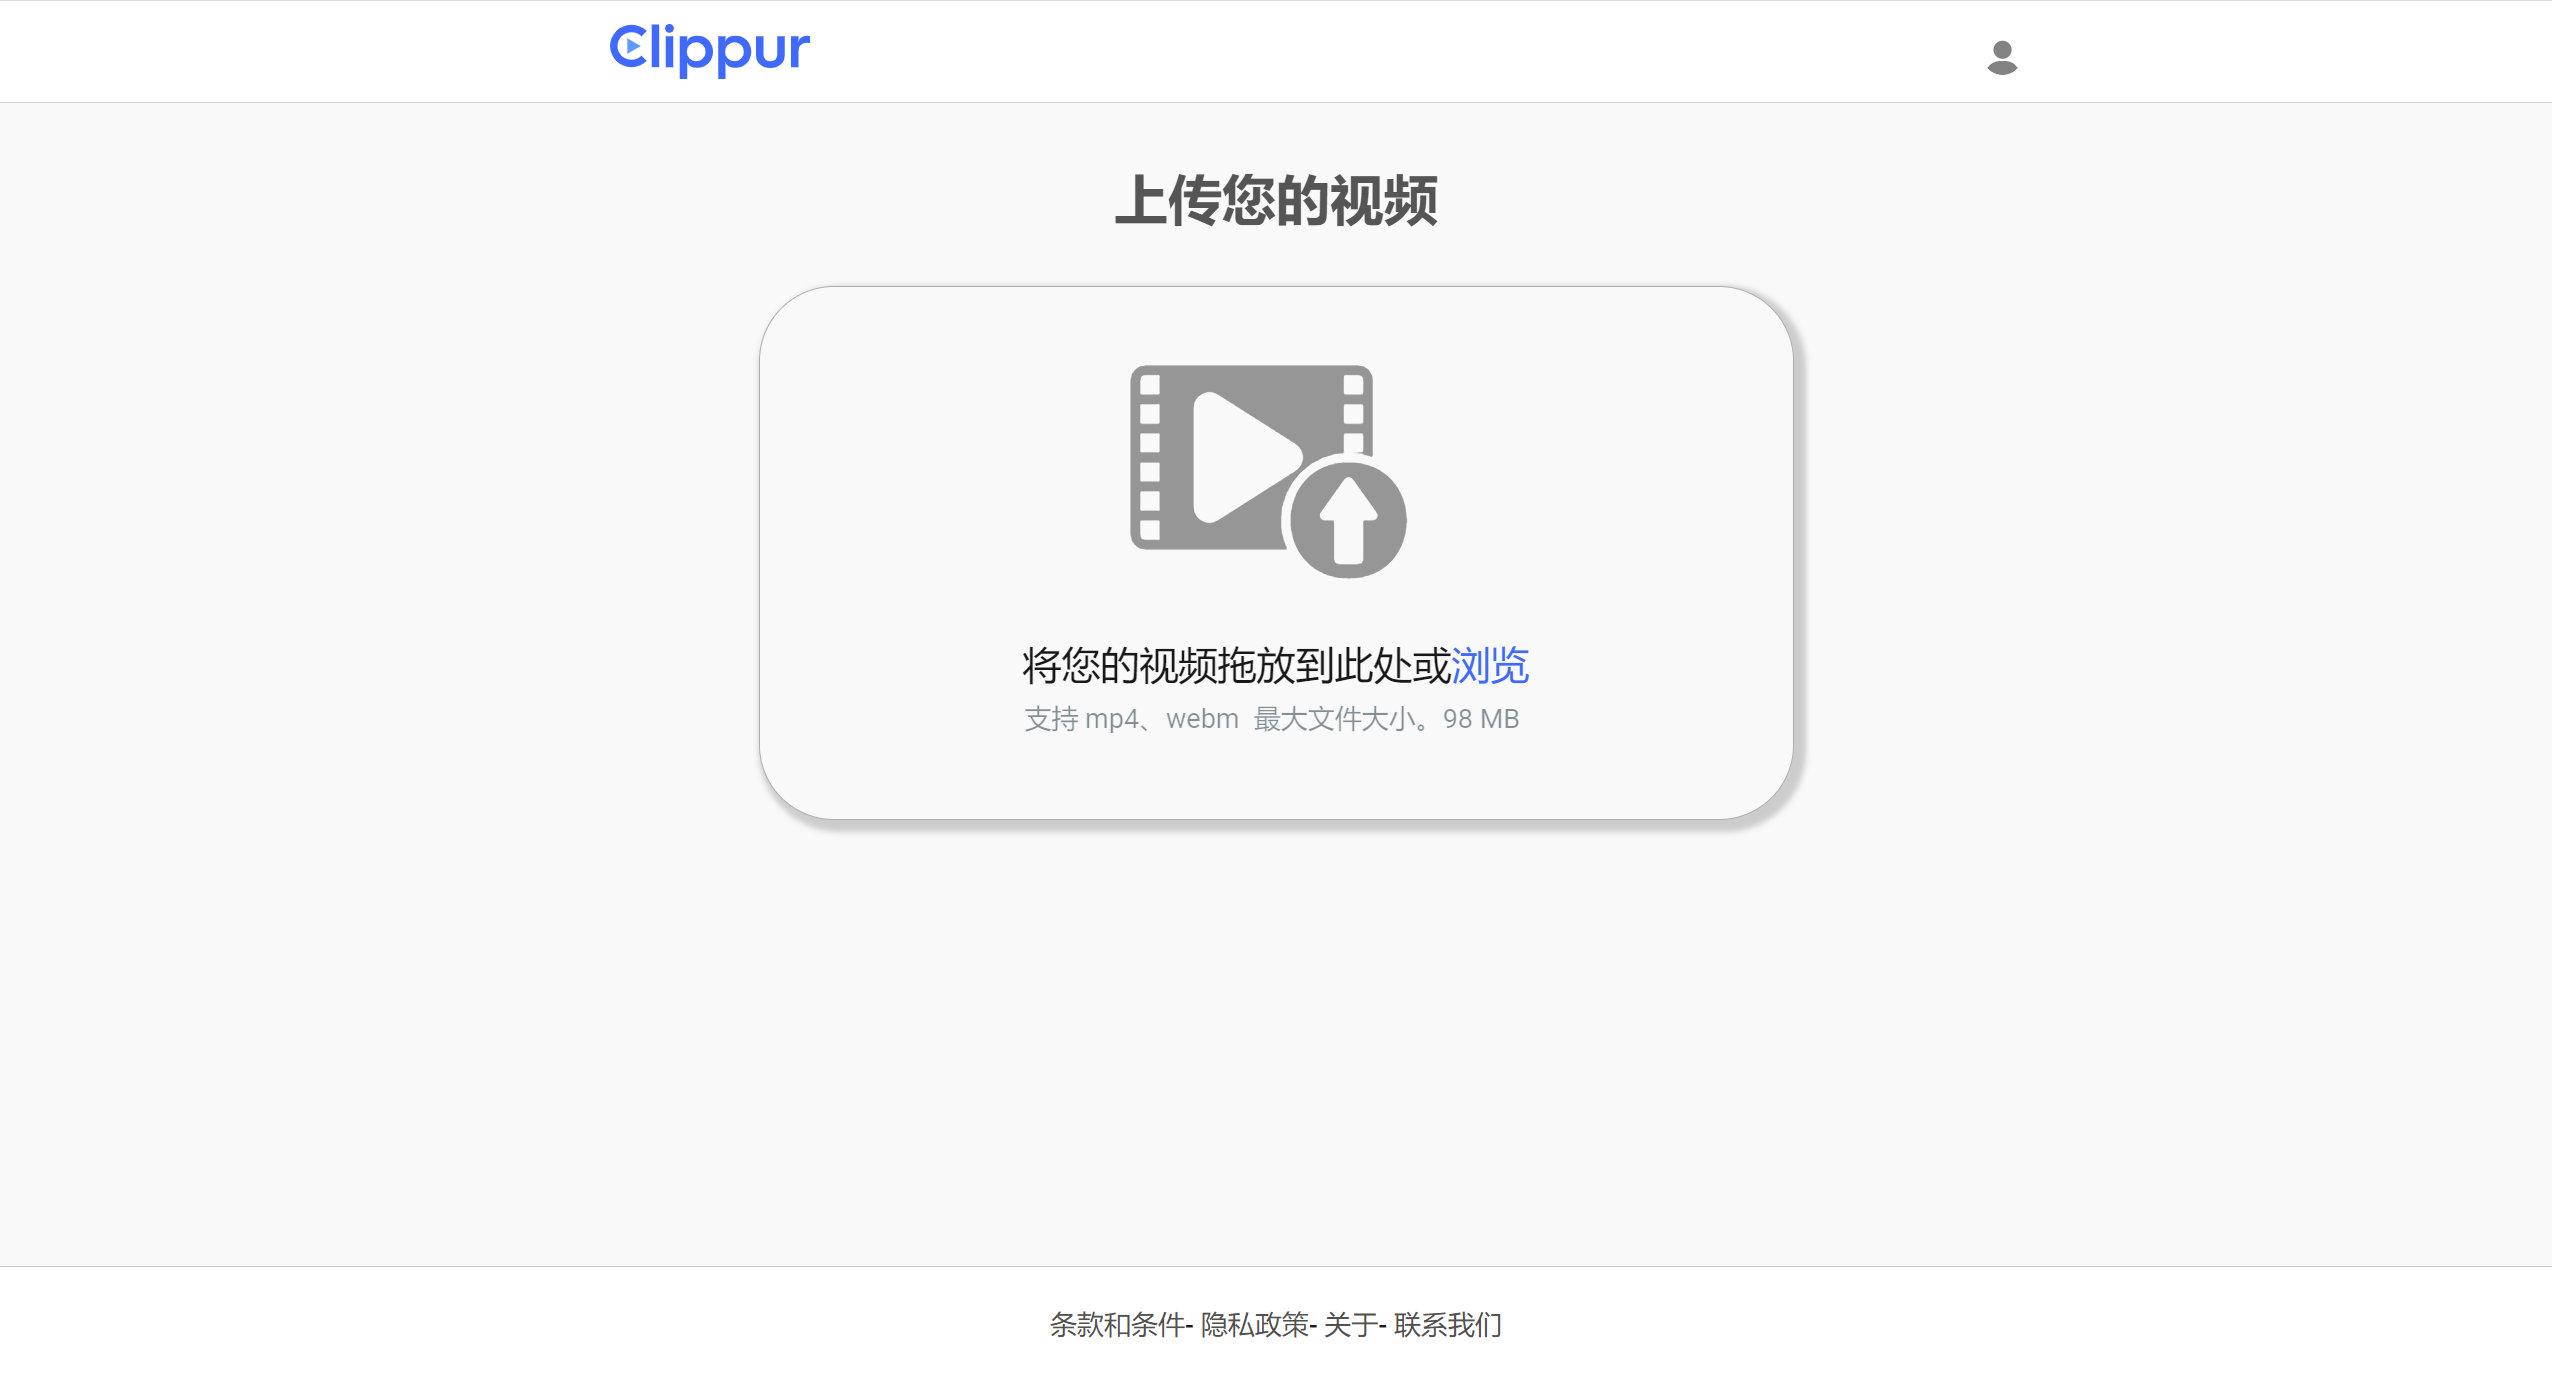 Clippur
上传您的视频
将您的视频拖放到此处或浏览
支持 mp4、webm 最大文件大小。98 MB
条款和条件- 隐私政策- 关于- 联系我们